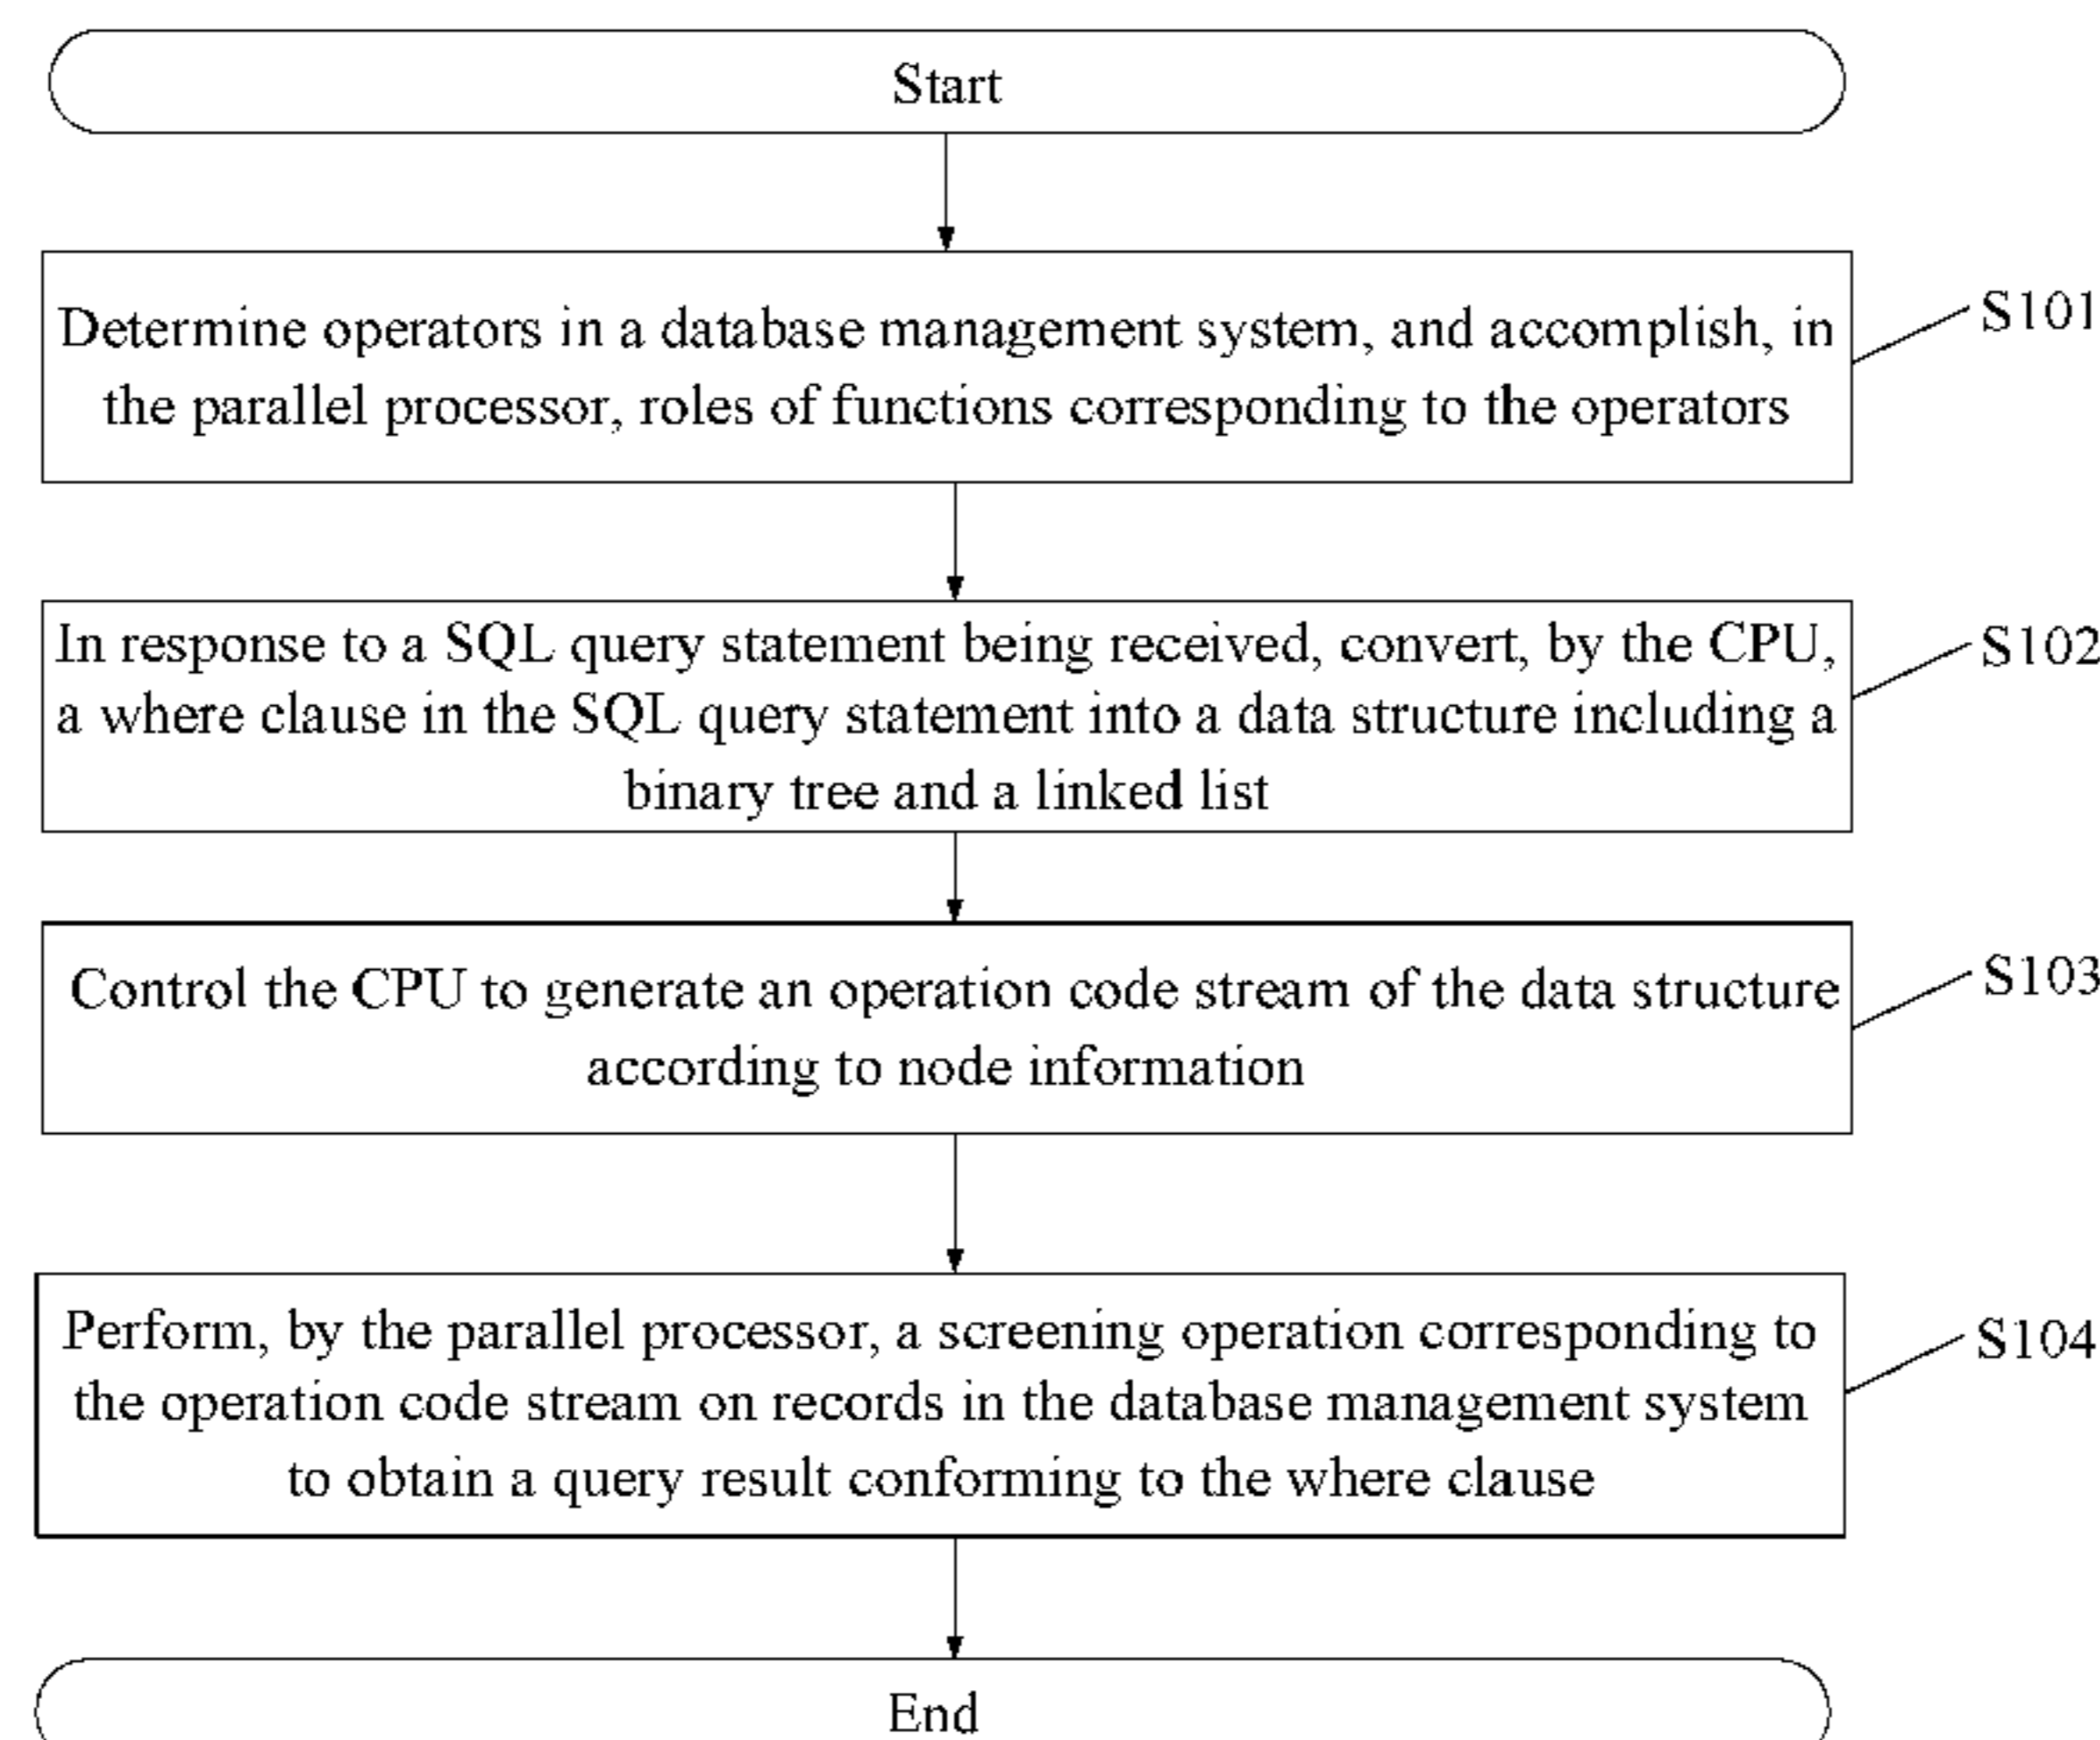 Start
Determine operators in a database management system, and accomplish, in
the parallel processor, roles of functions corresponding to the operators
S101
In response to a SQL query statement being received, convert, by the CPU,
a where clause in the SQL query statement into a data structure including a
binary tree and a linked list
S102
Control the CPU to generate an operation code stream of the data structure
according to node information
S103
Perform, by the parallel processor, a screening operation corresponding to
the operation code stream on records in the database management system
to obtain a query result conforming to the where clause
S104
End